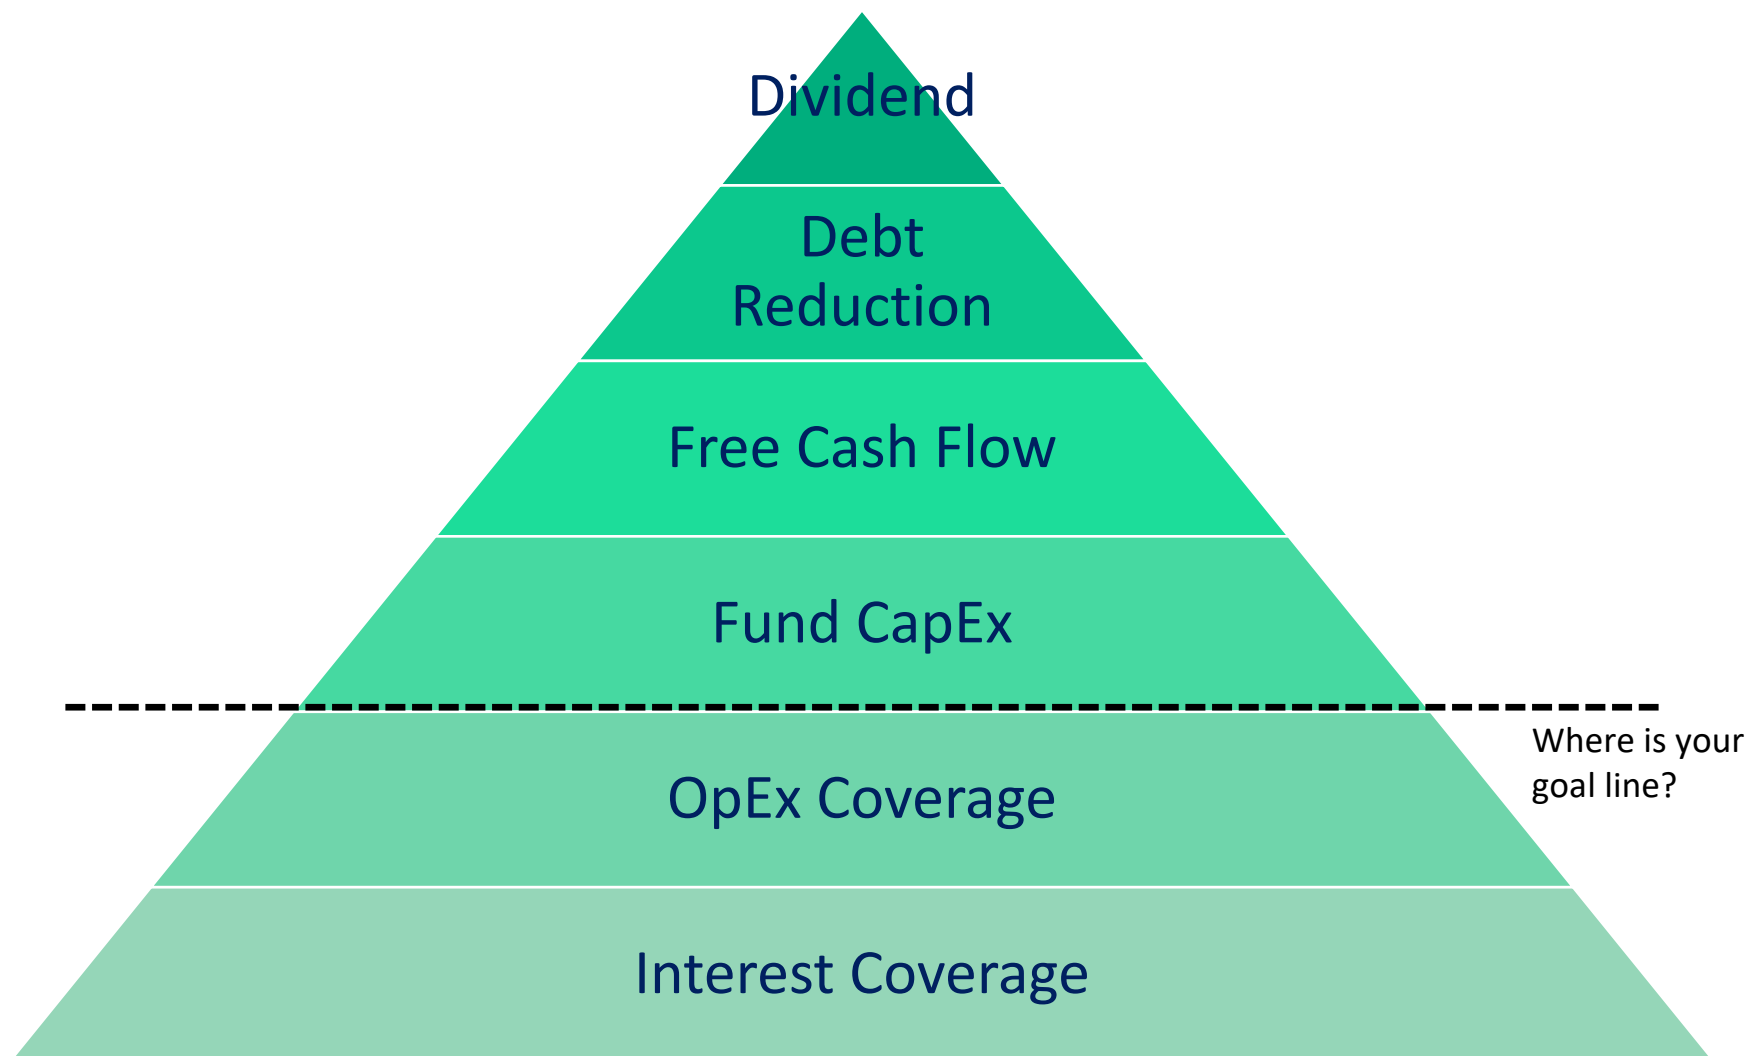 Dividend
Debt
Reduction
Free Cash Flow
Fund CapEx
Where is your
goal line?
OpEx Coverage
Interest Coverage